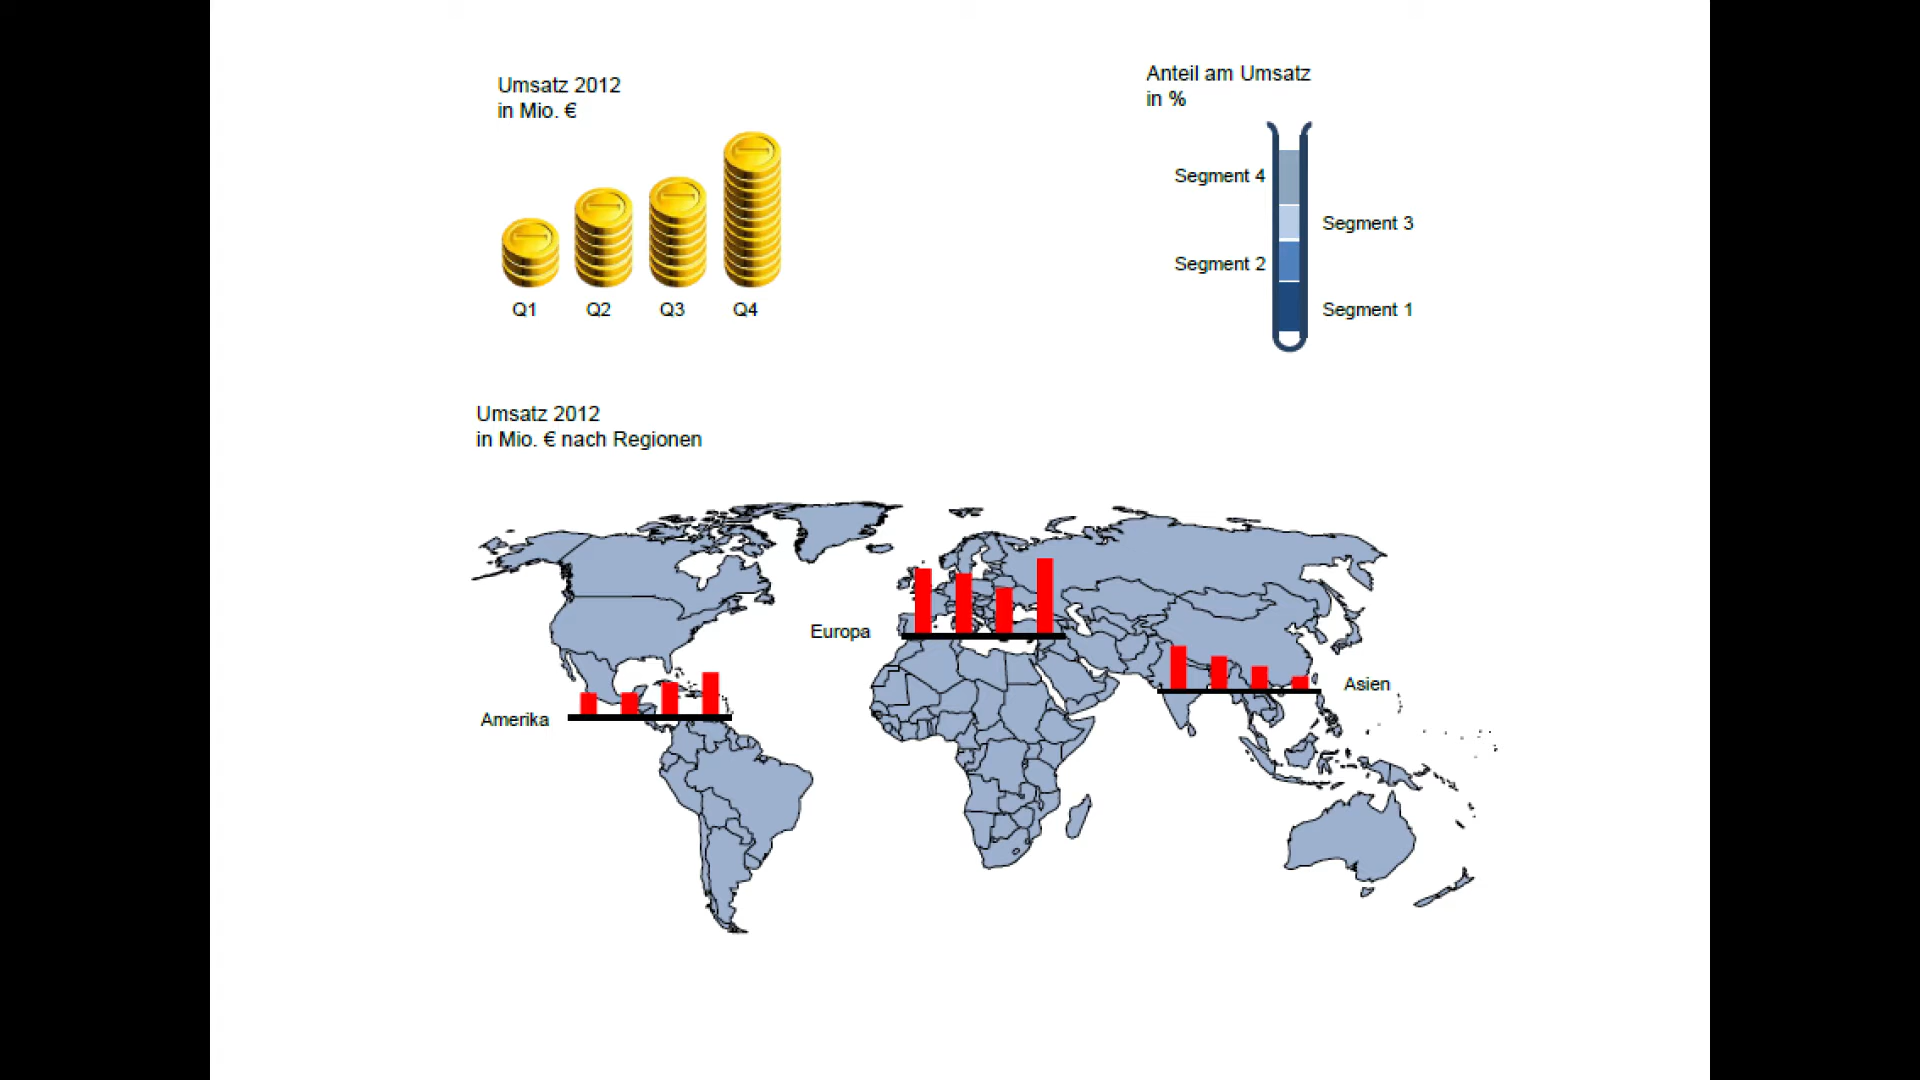 Umsatz 2012
in Mio. €
Q1 Q2 Q3 Q4
Anteil am Umsatz
in %
Segment 4
Segment 3
Segment 2
Segment 1
Umsatz 2012
in Mio. € nach Regionen
Europa
Asien
Amerika